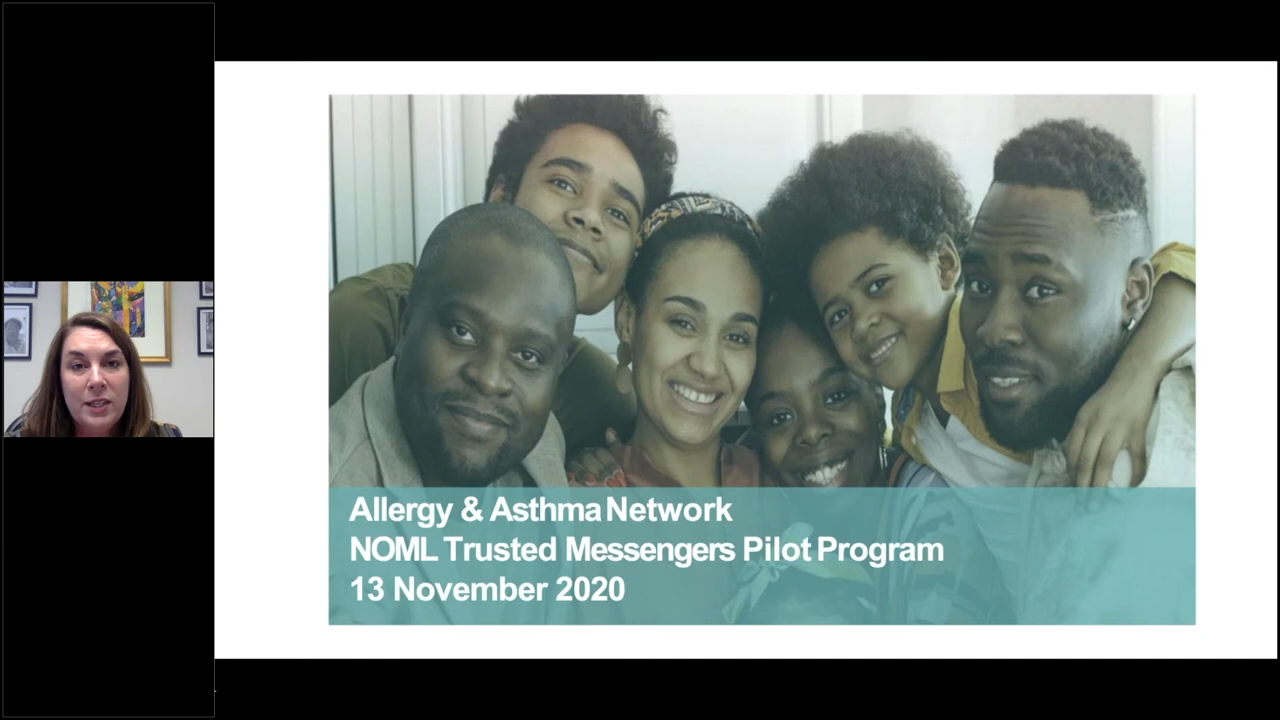 Allergy & Asthma Network
NOML Trusted Messengers Pilot Program
13 November 2020